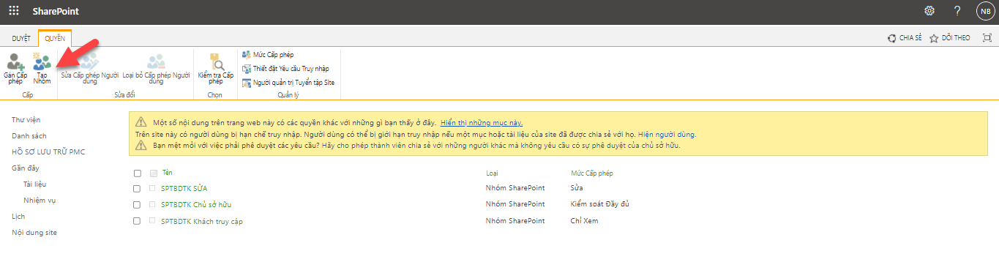 SharePoint
NB
DUYỆT
QUYỀN
CHIA SẺ
DÕI THEO
Gán Cấp
phép
Tạo
Nhóm
Sửa Cấp phép Người
dùng
Loại bỏ Cấp phép Người
dùng
Kiểm tra Cấp
phép
Mức Cấp phép
Thiết đặt Yêu cầu Truy nhập
Người quản trị Tuyển tập Site
Cấp
Sửa đổi
Chọn
Quản lý
Thư viện
Danh sách
HỒ SƠ LƯU TRỮ PMC
Gần đây
Tài liệu
Nhiệm vụ
Lịch
Nội dung site
Một số nội dung trên trang web này có các quyền khác với những gì bạn thấy ở đây. Hiển thị những mục này.
Trên site này có người dùng bị hạn chế truy nhập. Người dùng có thể bị giới hạn truy nhập nếu một mục hoặc tài liệu của site đã được chia sẻ với họ. Hiện người dùng.
Bạn mệt mỏi với việc phải phê duyệt các yêu cầu? Hãy cho phép thành viên chia sẻ với những người khác mà không yêu cầu có sự phê duyệt của chủ sở hữu.
Tên Loại Mức Cấp phép
SPTBDTK SỬA Nhóm SharePoint Sửa
SPTBDTK Chủ sở hữu Nhóm SharePoint Kiểm soát Đầy đủ
SPTBDTK Khách truy cập Nhóm SharePoint Chỉ Xem